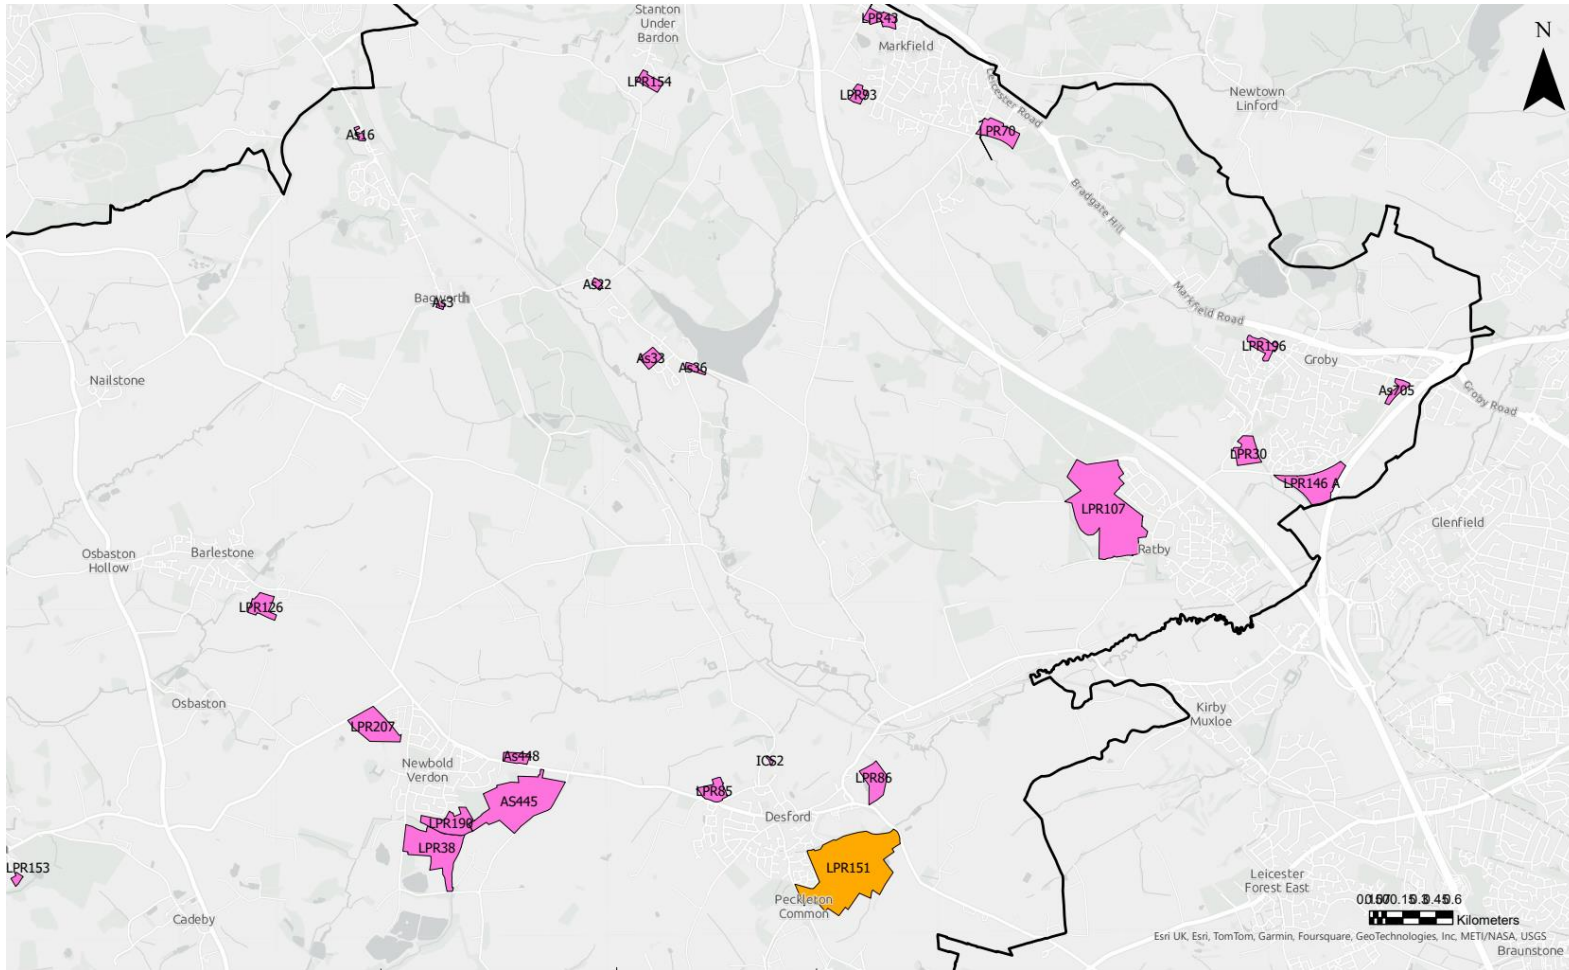 Stanton
Under
Bardon
LPR43
Markfield
N
LPR154
LPR93
Leicester Road
Newtown
Linford
As16
LPR70
Bradgate Hill
As22
Bagworth
As3
Markfield Road
LPR196
Groby
As33
As36
Nailstone
As705
Groby Road
LPR30
LPR146 A
LPR107
Glenfield
Ratby
Osbaston
Hollow
Barlestone
LPR126
Osbaston
Kirby
Muxloe
LPR207
Newbold
Verdon
As448
ICS2
LPR86
LPR85
AS445
Desford
LPR190
LPR38
LPR151
LPR153
Peckleton
Common
Leicester
Forest East
Cadeby
Kilometers
Esri UK, Esri, TomTom, Garmin, Foursquare, GeoTechnologies, Inc, METI/NASA, USGS
Braunstone